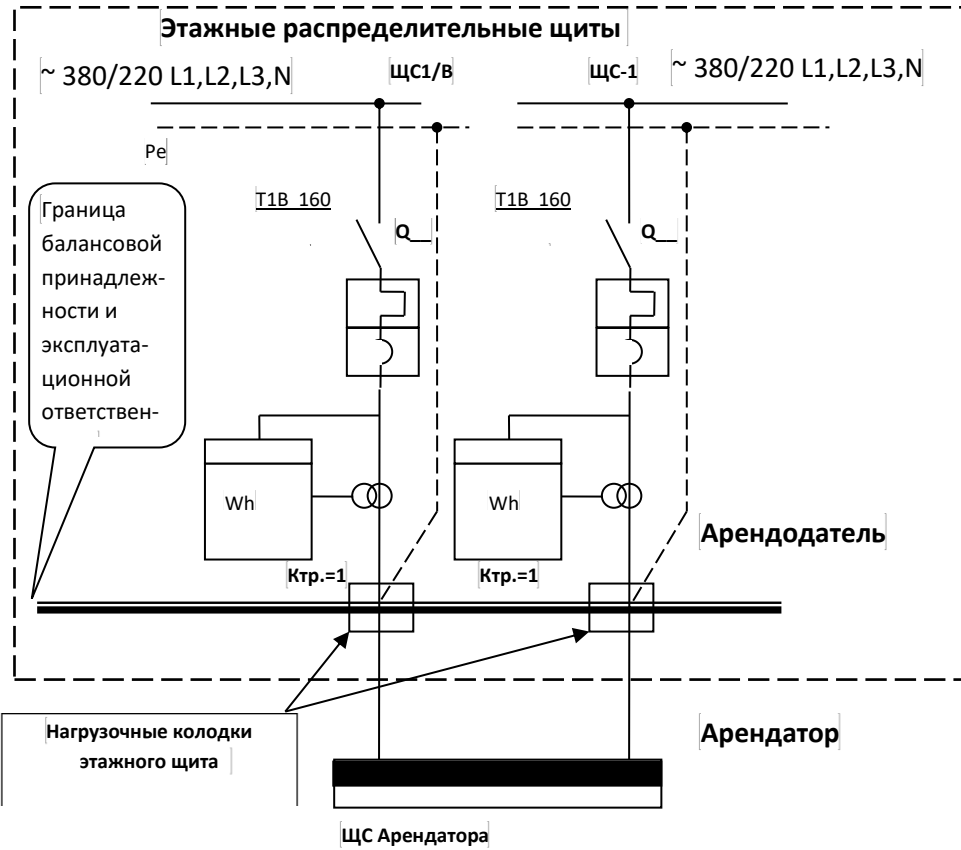 Этажные распределительные щиты
~ 380/220 L1,L2,L3,N
ЩС1/В
ЩС-1
~ 380/220 L1,L2,L3,N
Pe
Граница
балансовой
принадлеж-
ности и
эксплуата-
ционной
ответствен-
T1B 160
Q__
T1B 160
Q__
Wh
Wh
Арендодатель
Ктр.=1
Ктр.=1
Нагрузочные колодки
этажного щита
Арендатор
ЩС Арендатора